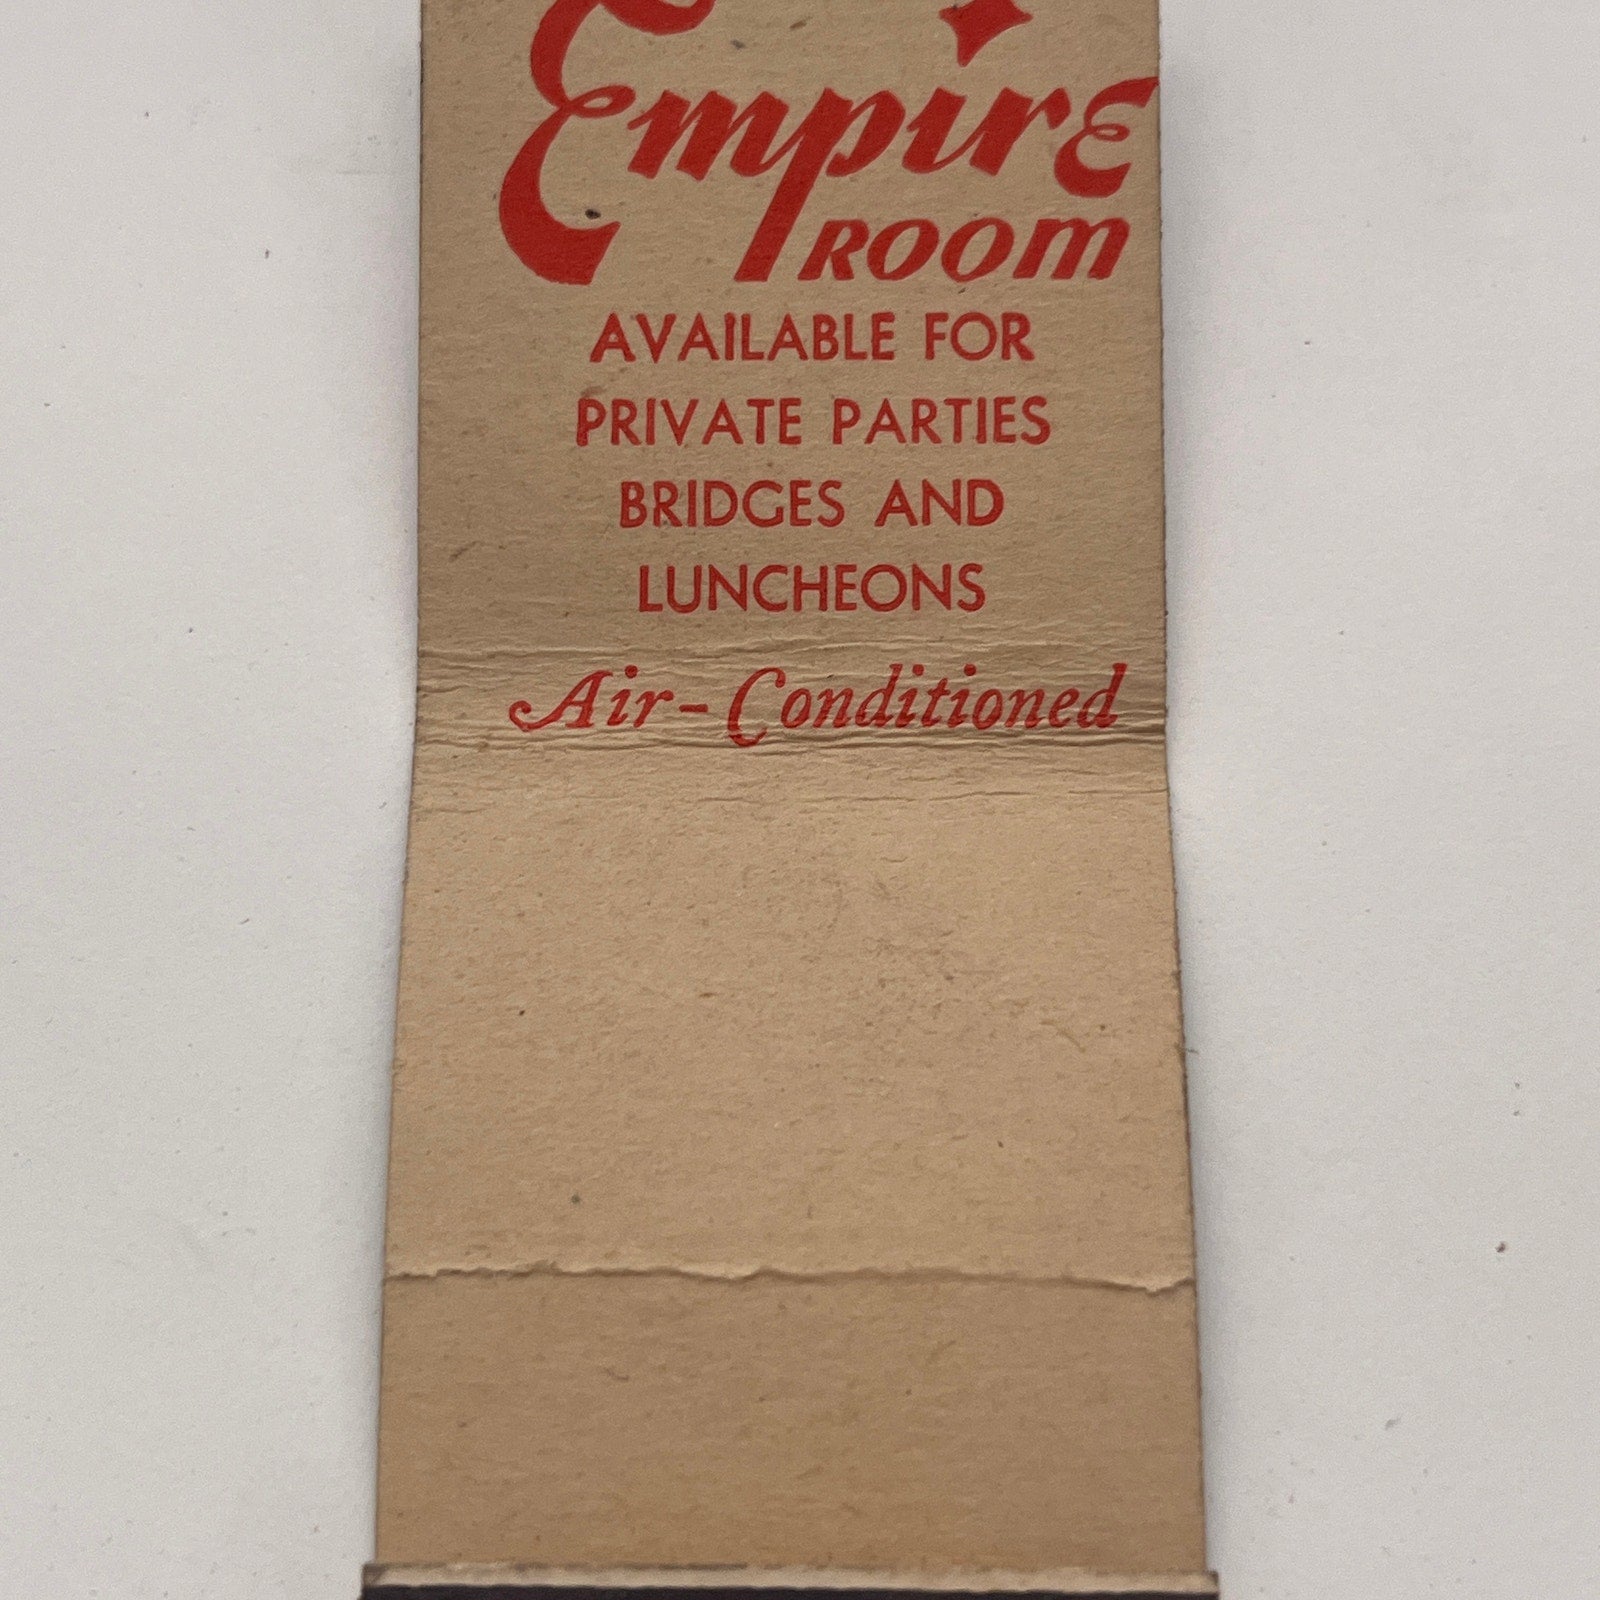 Empire
ROOM
AVAILABLE FOR
PRIVATE PARTIES
BRIDGES AND
LUNCHEONS
Air-Conditioned